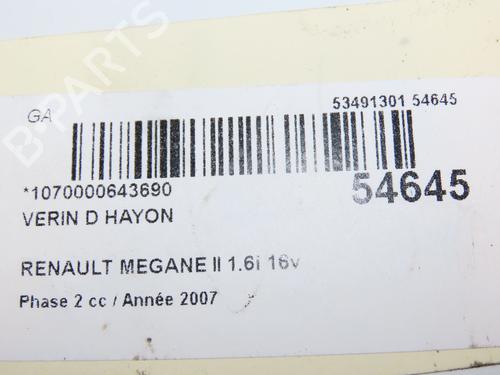 B-PARTS
GA
53491301 54645
*1070000643690
54645
VERIN D HAYON
RENAULT MEGANE II 1.6i 16v
Phase 2 cc / Année 2007